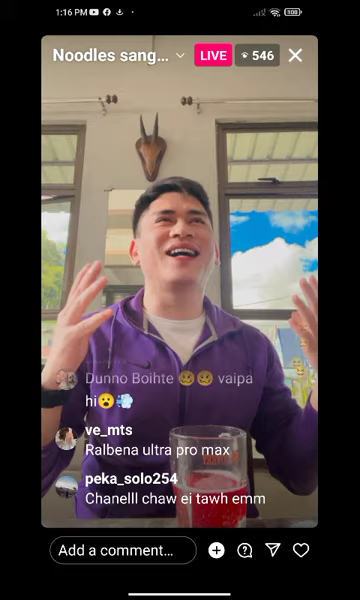 1:16 PM
100
Noodles sang...
LIVE
546
Dunno Boihte 🥴🥴 vaipa
hi😮💨
ve_mts
Ralbena ultra pro max
peka_solo254
Chanelll chaw ei tawh emm
Add a comment...